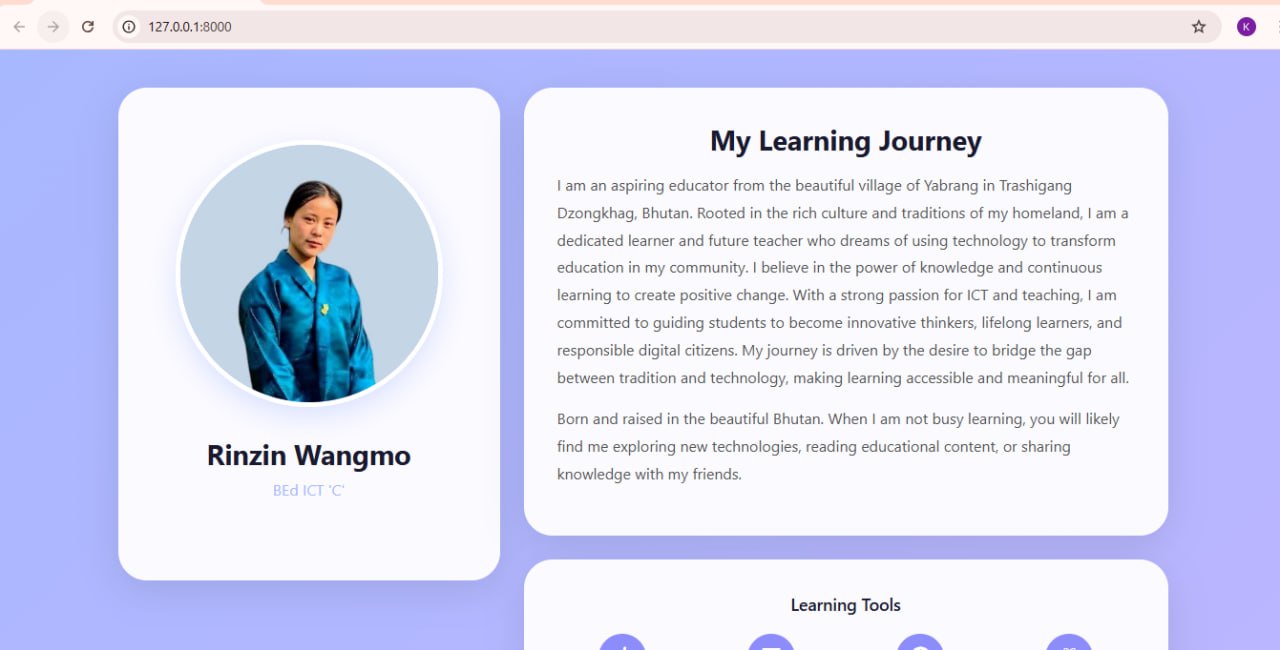 127.0.0.1:8000
K
Rinzin Wangmo
BEd ICT 'C'
My Learning Journey
I am an aspiring educator from the beautiful village of Yabrang in Trashigang
Dzongkhag, Bhutan. Rooted in the rich culture and traditions of my homeland, I am a
dedicated learner and future teacher who dreams of using technology to transform
education in my community. I believe in the power of knowledge and continuous
learning to create positive change. With a strong passion for ICT and teaching, I am
committed to guiding students to become innovative thinkers, lifelong learners, and
responsible digital citizens. My journey is driven by the desire to bridge the gap
between tradition and technology, making learning accessible and meaningful for all.
Born and raised in the beautiful Bhutan. When I am not busy learning, you will likely
find me exploring new technologies, reading educational content, or sharing
knowledge with my friends.
Learning Tools